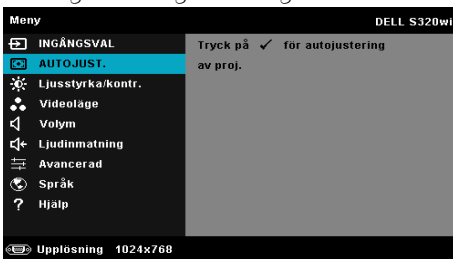 Meny DELL S320wi
INGÅNGSVAL
AUTOJUST.
Ljusstyrka/kontr.
Videoläge
Volym
Ljudinmatning
Avancerad
Språk
? Hjälp
Tryck på ✓ för autojustering
av proj.
Upplösning 1024x768